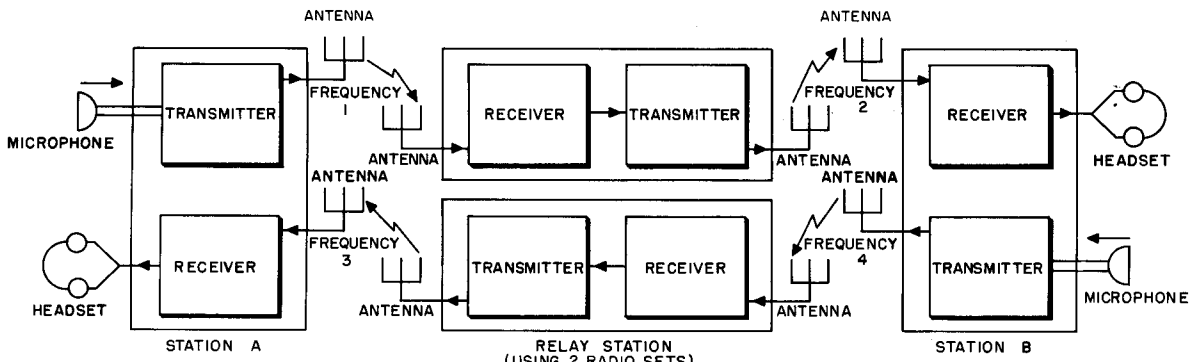 ANTENNA
ANTENNA
TRANSMITTER
FREQUENCY
1
RECEIVER
TRANSMITTER
FREQUENCY
2
RECEIVER
MICROPHONE
ANTENNA
ANTENNA
HEADSET
ANTENNA
ANTENNA
RECEIVER
FREQUENCY
3
TRANSMITTER
RECEIVER
FREQUENCY
4
TRANSMITTER
HEADSET
ANTENNA
ANTENNA
MICROPHONE
STATION A
RELAY STATION
(USING 2 RADIO SETS)
STATION B